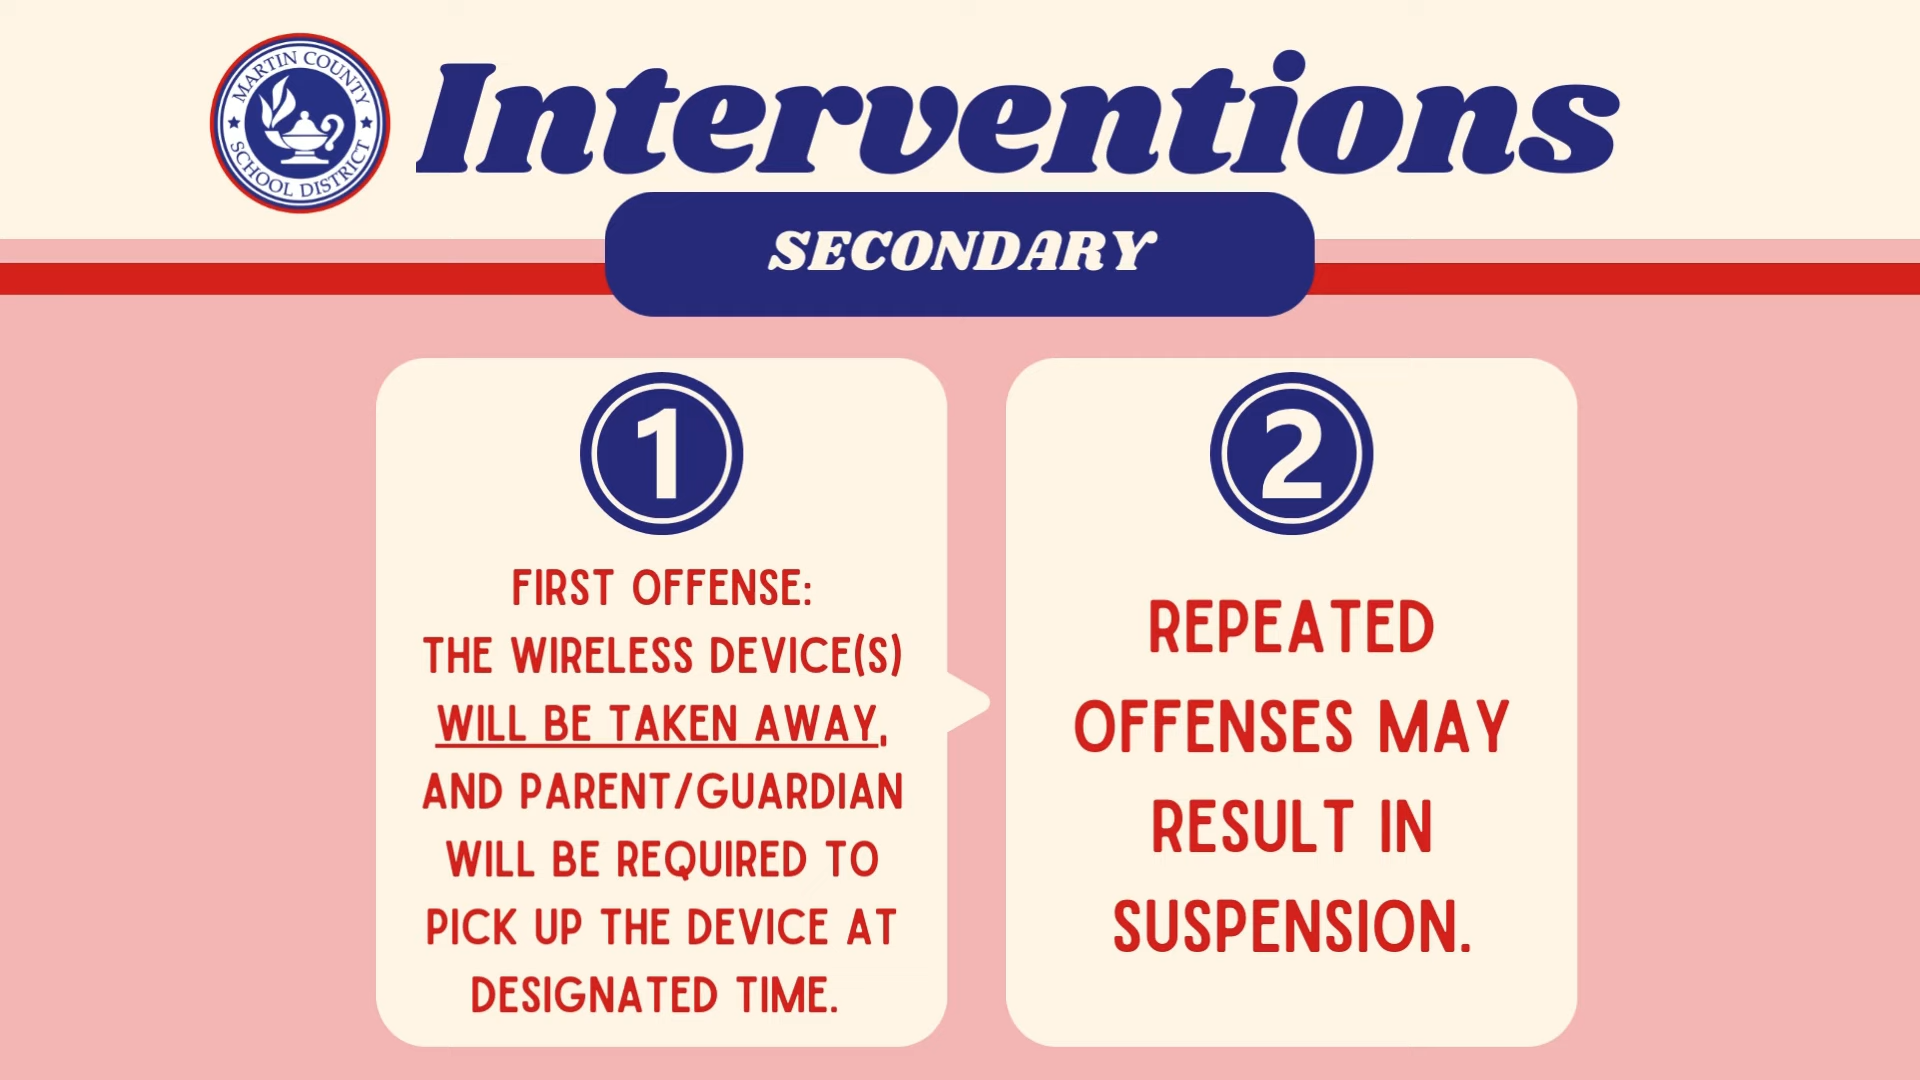 MARTIN COUNTY
SCHOOL DISTRICT
Interventions
SECONDARY
1
FIRST OFFENSE:
THE WIRELESS DEVICE(S)
WILL BE TAKEN AWAY,
AND PARENT/GUARDIAN
WILL BE REQUIRED TO
PICK UP THE DEVICE AT
DESIGNATED TIME.
2
REPEATED
OFFENSES MAY
RESULT IN
SUSPENSION.